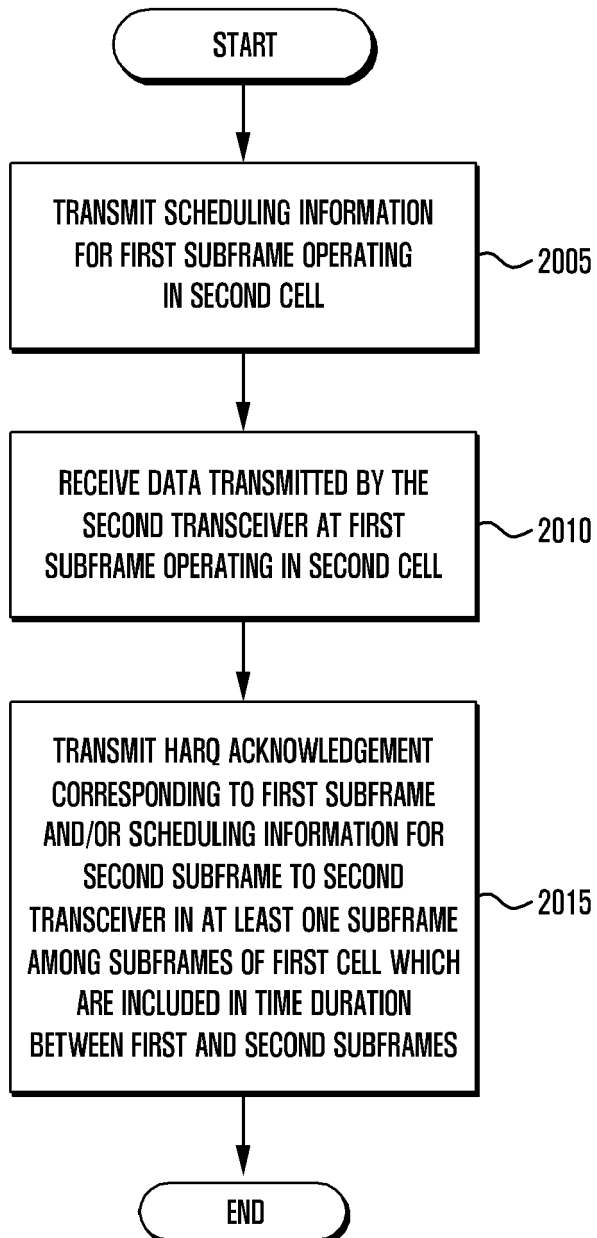 START
TRANSMIT SCHEDULING INFORMATION
FOR FIRST SUBFRAME OPERATING
IN SECOND CELL
2005
RECEIVE DATA TRANSMITTED BY THE
SECOND TRANSCEIVER AT FIRST
SUBFRAME OPERATING IN SECOND CELL
2010
TRANSMIT HARQ ACKNOWLEDGEMENT
CORRESPONDING TO FIRST SUBFRAME
AND/OR SCHEDULING INFORMATION FOR
SECOND SUBFRAME TO SECOND
TRANSCEIVER IN AT LEAST ONE SUBFRAME
AMONG SUBFRAMES OF FIRST CELL WHICH
ARE INCLUDED IN TIME DURATION
BETWEEN FIRST AND SECOND SUBFRAMES
2015
END